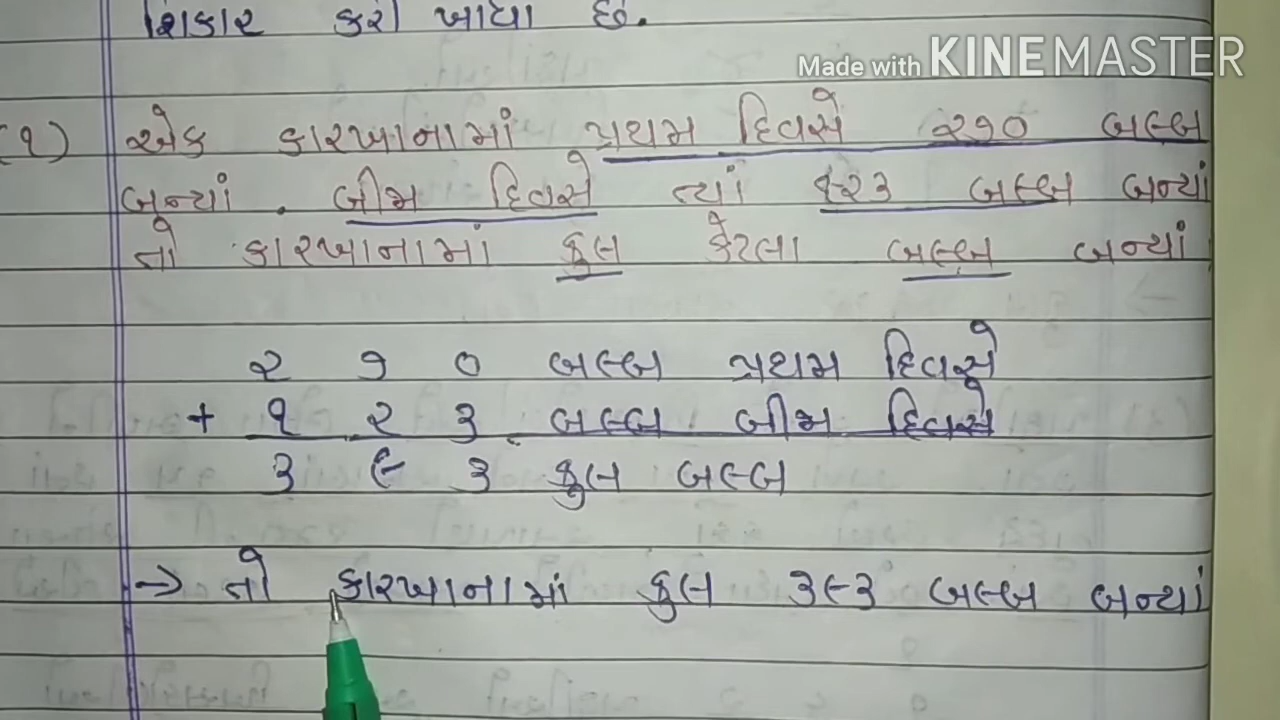 શિકાર કરી ખાધા છે.
Made with KINEMASTER
(૧) એક કારખાનામાં પ્રથમ દિવસે ૨૭૦ બલ્બ
બન્યાં. બીજા દિવસે ત્યાં ૧૨૩ બલ્બ બન્યાં
તો કારખાનામાં કુલ કેટલા બલ્બ બન્યાં
૨ ૭ ૦ બલ્બ પ્રથમ દિવસે
+ ૧ ૨ ૩ બલ્બ બીજા દિવસે
૩ ૯ ૩ કુલ બલ્બ
→ તો કારખાનામાં કુલ ૩૯૩ બલ્બ બન્યાં